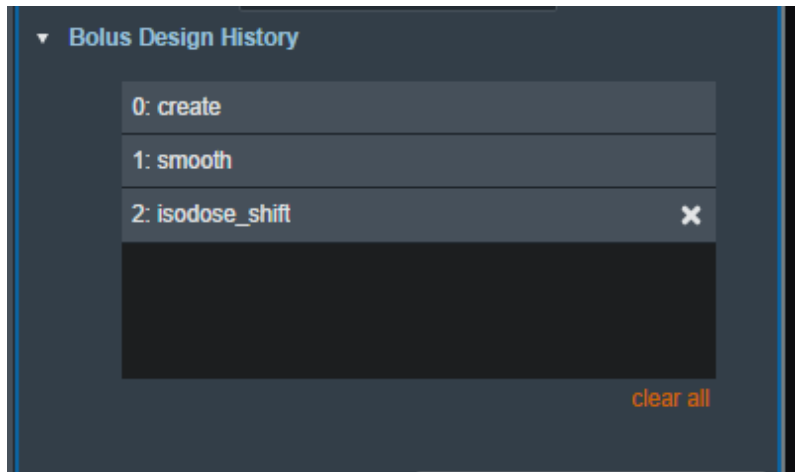 Bolus Design History
0: create
1: smooth
2: isodose_shift
clear all